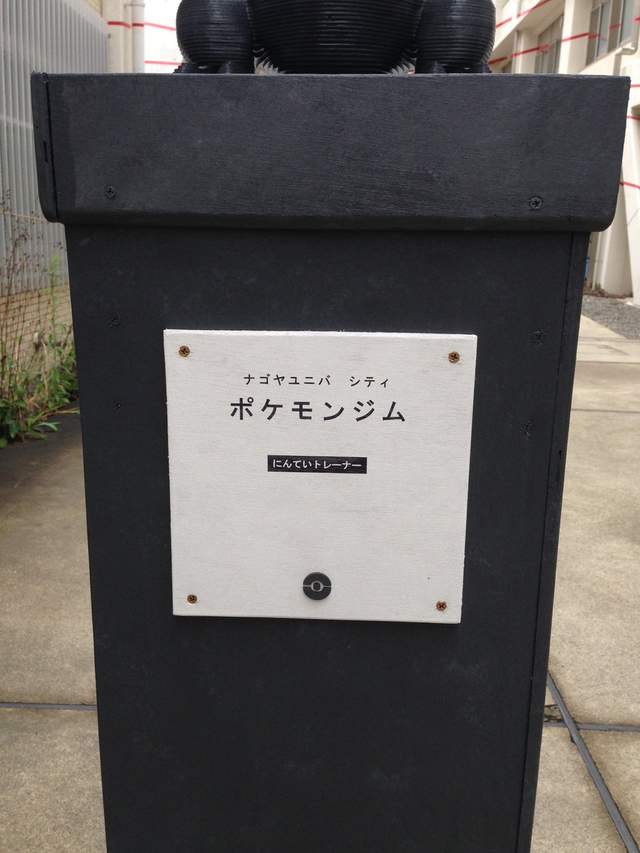 ナゴヤユニバ　シティ
ポケモンジム
にんていトレーナー